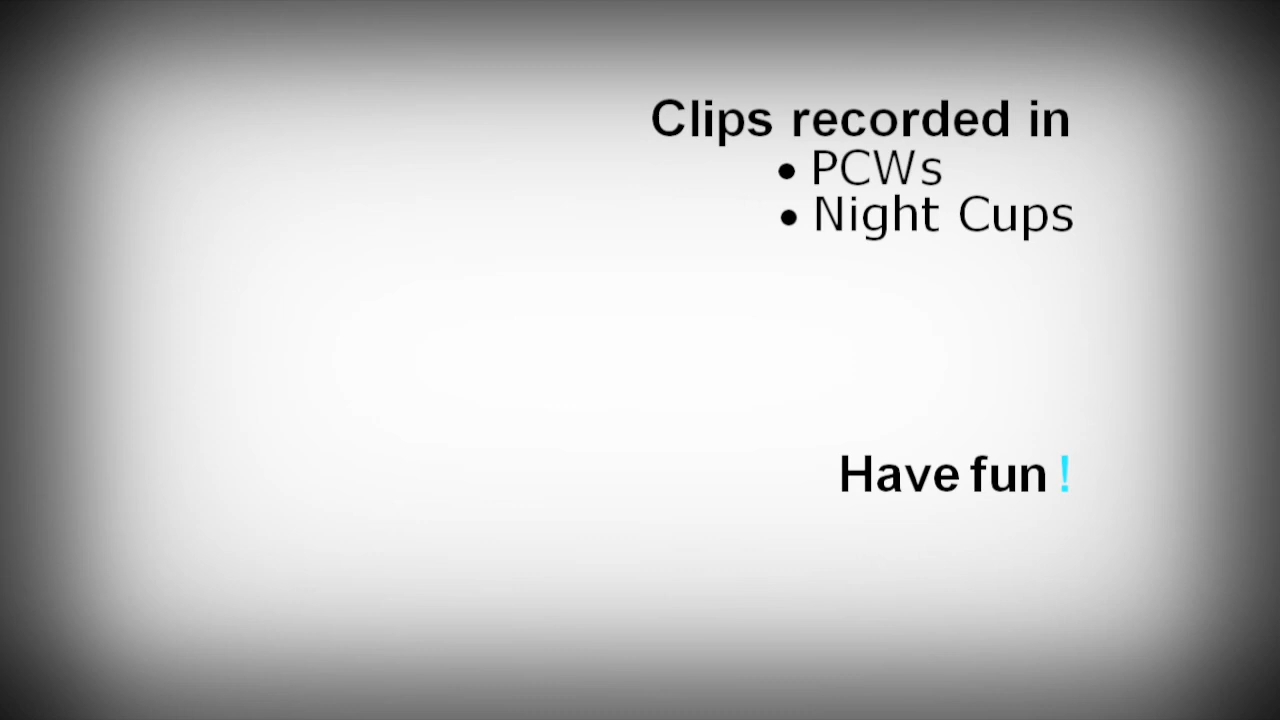 Clips recorded in
• PCWs
• Night Cups
Have fun !